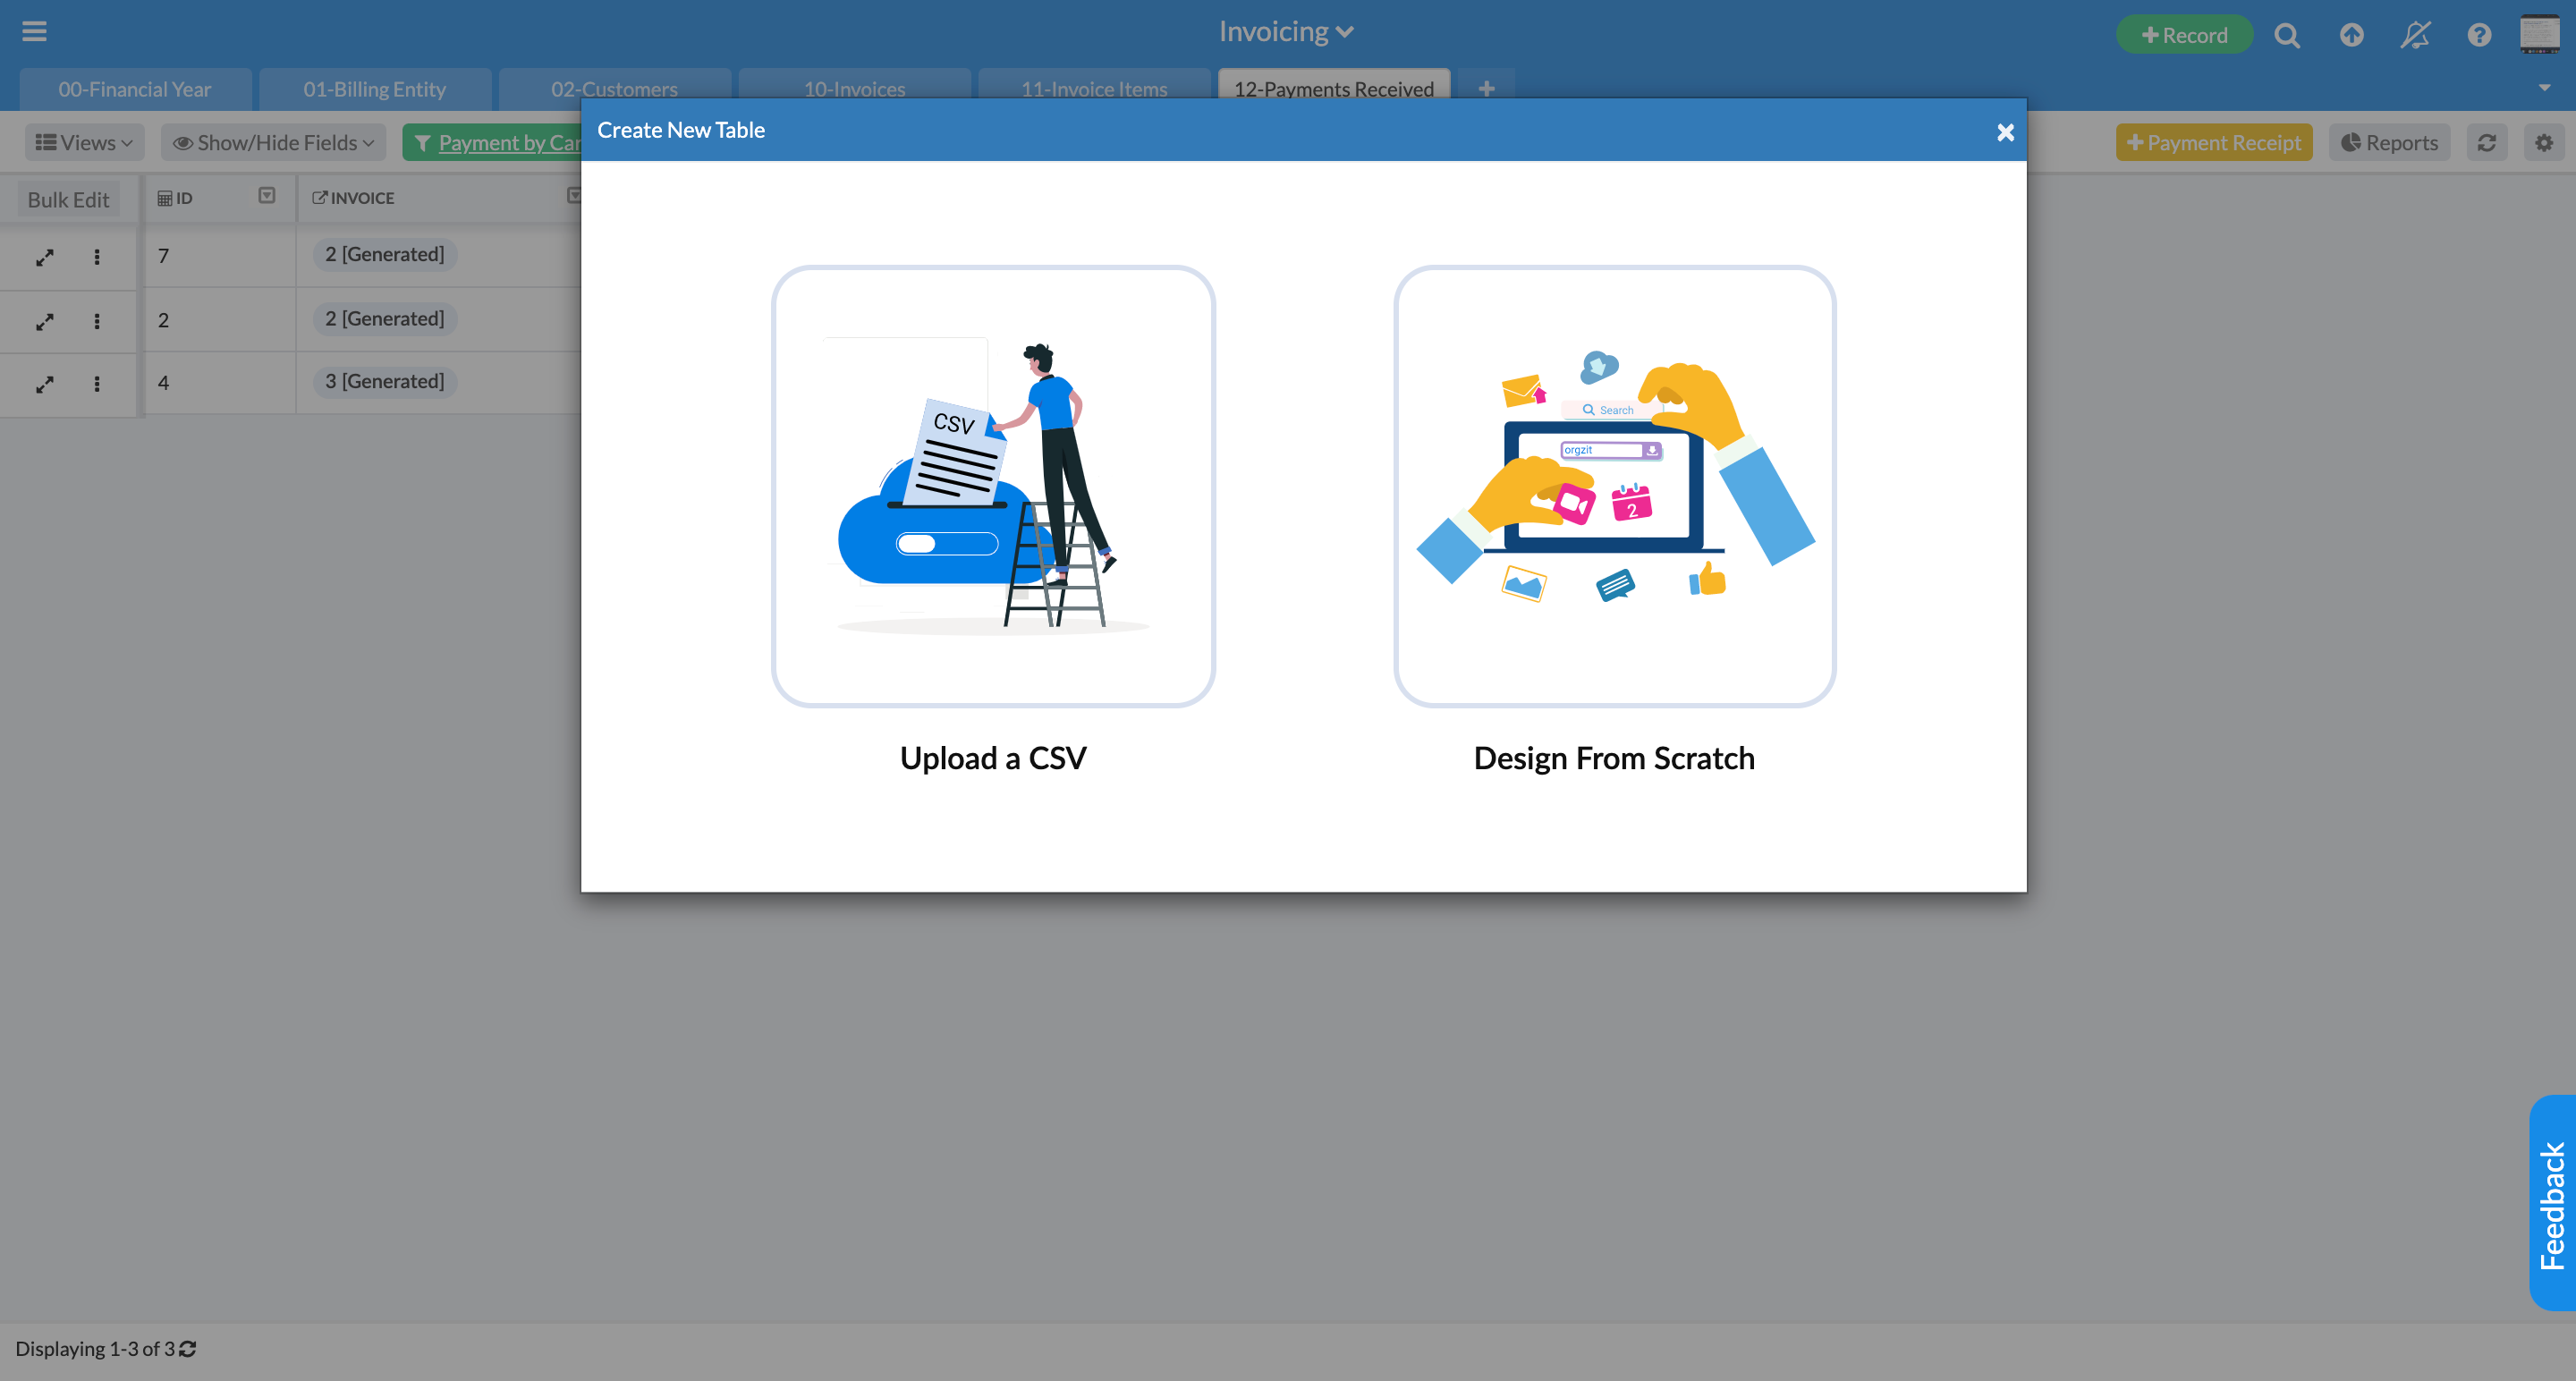 Invoicing
+ Record
00-Financial Year
01-Billing Entity
02-Customers
10-Invoices
11-Invoice Items
12-Payments Received
+
Views
Show/Hide Fields
Payment by Car
+ Payment Receipt
Reports
Create New Table
×
Bulk Edit
ID
INVOICE
7
2 [Generated]
2
2 [Generated]
4
3 [Generated]
CSV
Search
orgzit
2
Upload a CSV
Design From Scratch
Feedback
Displaying 1-3 of 3